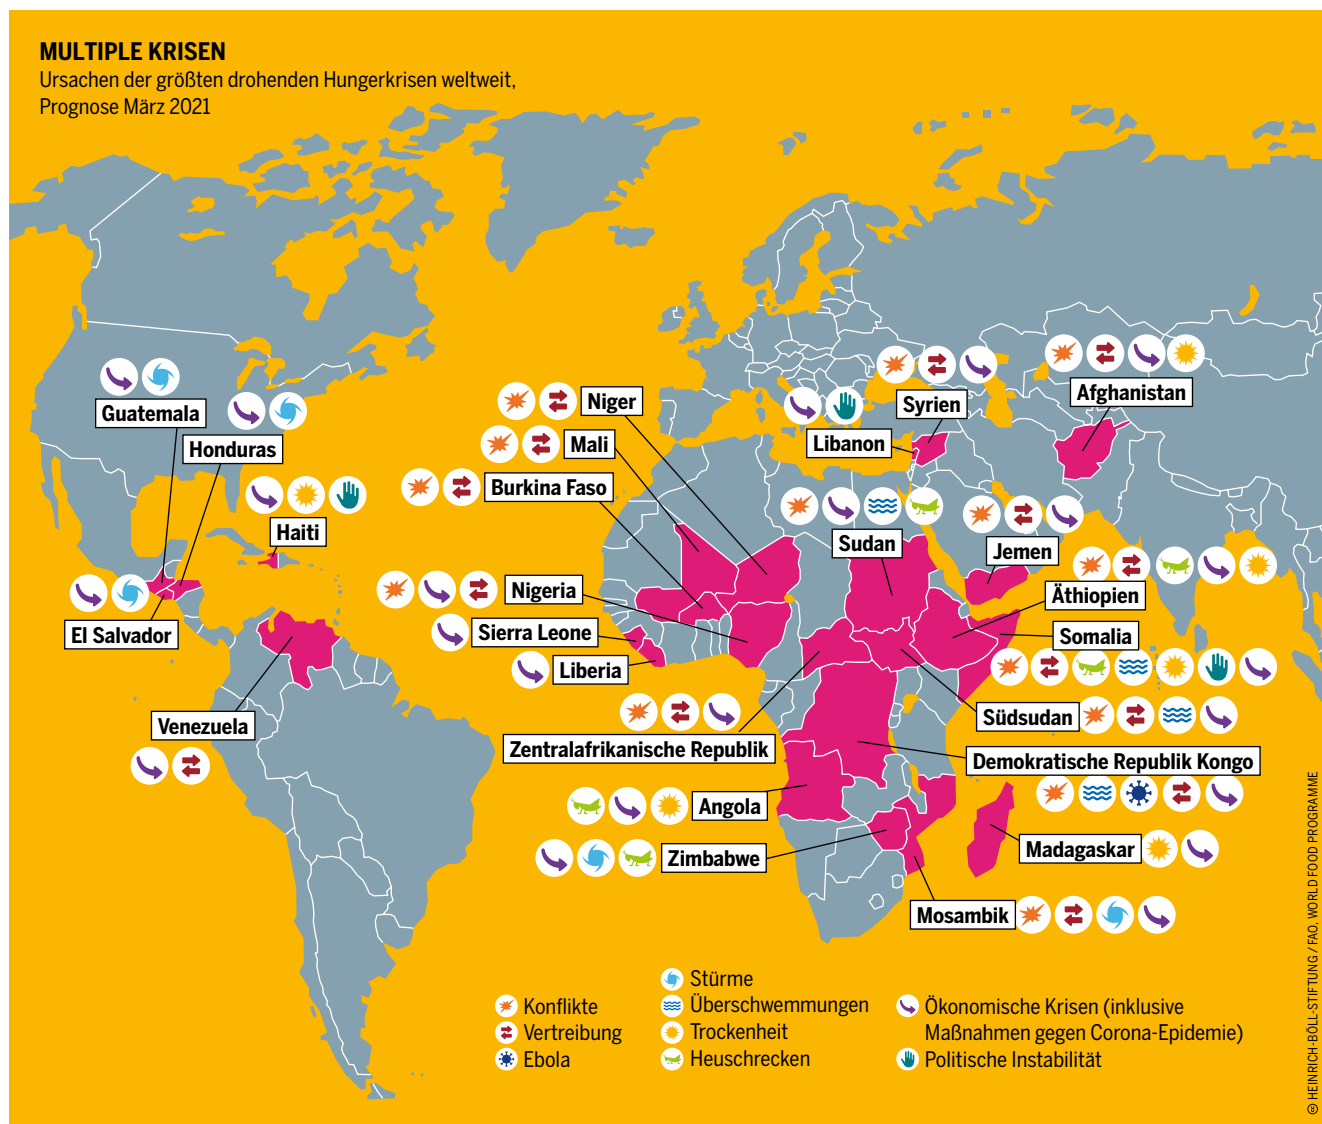 MULTIPLE KRISEN
Ursachen der größten drohenden Hungerkrisen weltweit,
Prognose März 2021
Guatemala
Honduras
Haiti
El Salvador
Venezuela
Niger
Mali
Burkina Faso
Nigeria
Sierra Leone
Liberia
Zentralafrikanische Republik
Angola
Zimbabwe
Syrien
Libanon
Afghanistan
Sudan
Jemen
Äthiopien
Somalia
Südsudan
Demokratische Republik Kongo
Madagaskar
Mosambik
Konflikte
Vertreibung
Ebola
Stürme
Überschwemmungen
Trockenheit
Heuschrecken
Ökonomische Krisen (inklusive
Maßnahmen gegen Corona-Epidemie)
Politische Instabilität
HEINRICH-BÖLL-STIFTUNG / FAO, WORLD FOOD PROGRAMME